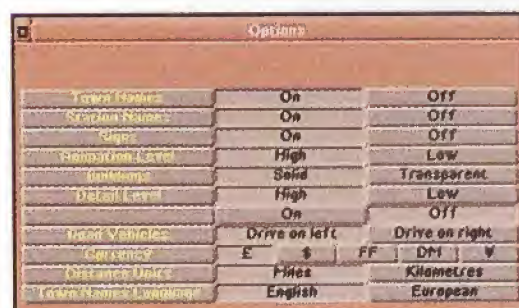 Options
Town Names On Off
Station Names On Off
Signs On Off
Animation Level High Low
Buildings Solid Transparent
Detail Level High Low
On Off
Road Vehicles Drive on left Drive on right
Currency £ $ FF DM ¥
Distance Units Miles Kilometres
Town Names Language English European